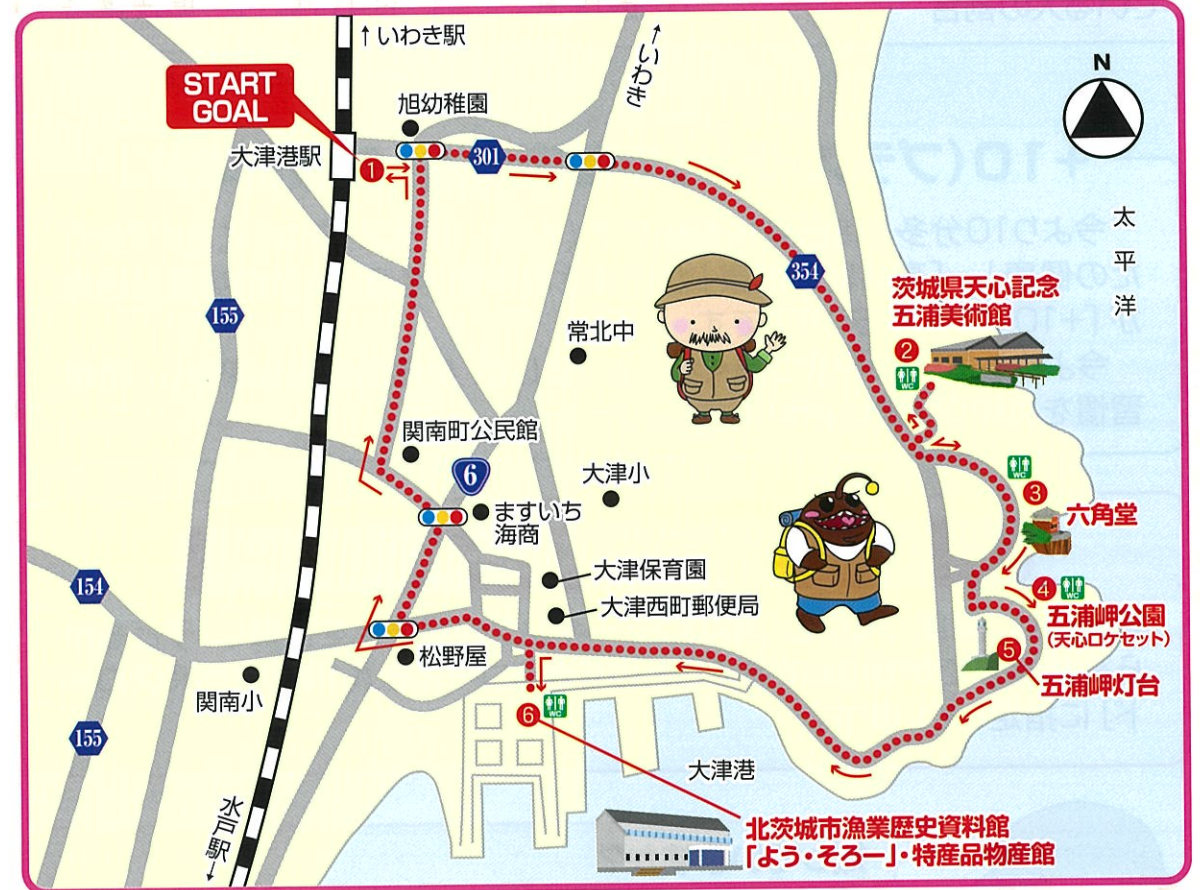 ↑いわき駅
↑いわき
START
GOAL
旭幼稚園
大津港駅
1
301
N
太平洋
354
155
茨城県天心記念
五浦美術館
2
WC
常北中
関南町公民館
6
大津小
ますいち
海商
WC
3
六角堂
大津保育園
大津西町郵便局
154
4
WC
五浦岬公園
(天心ロケセット)
5
五浦岬灯台
松野屋
関南小
6
WC
155
大津港
水戸駅↓
北茨城市漁業歴史資料館
「よう・そろー」・特産品物産館